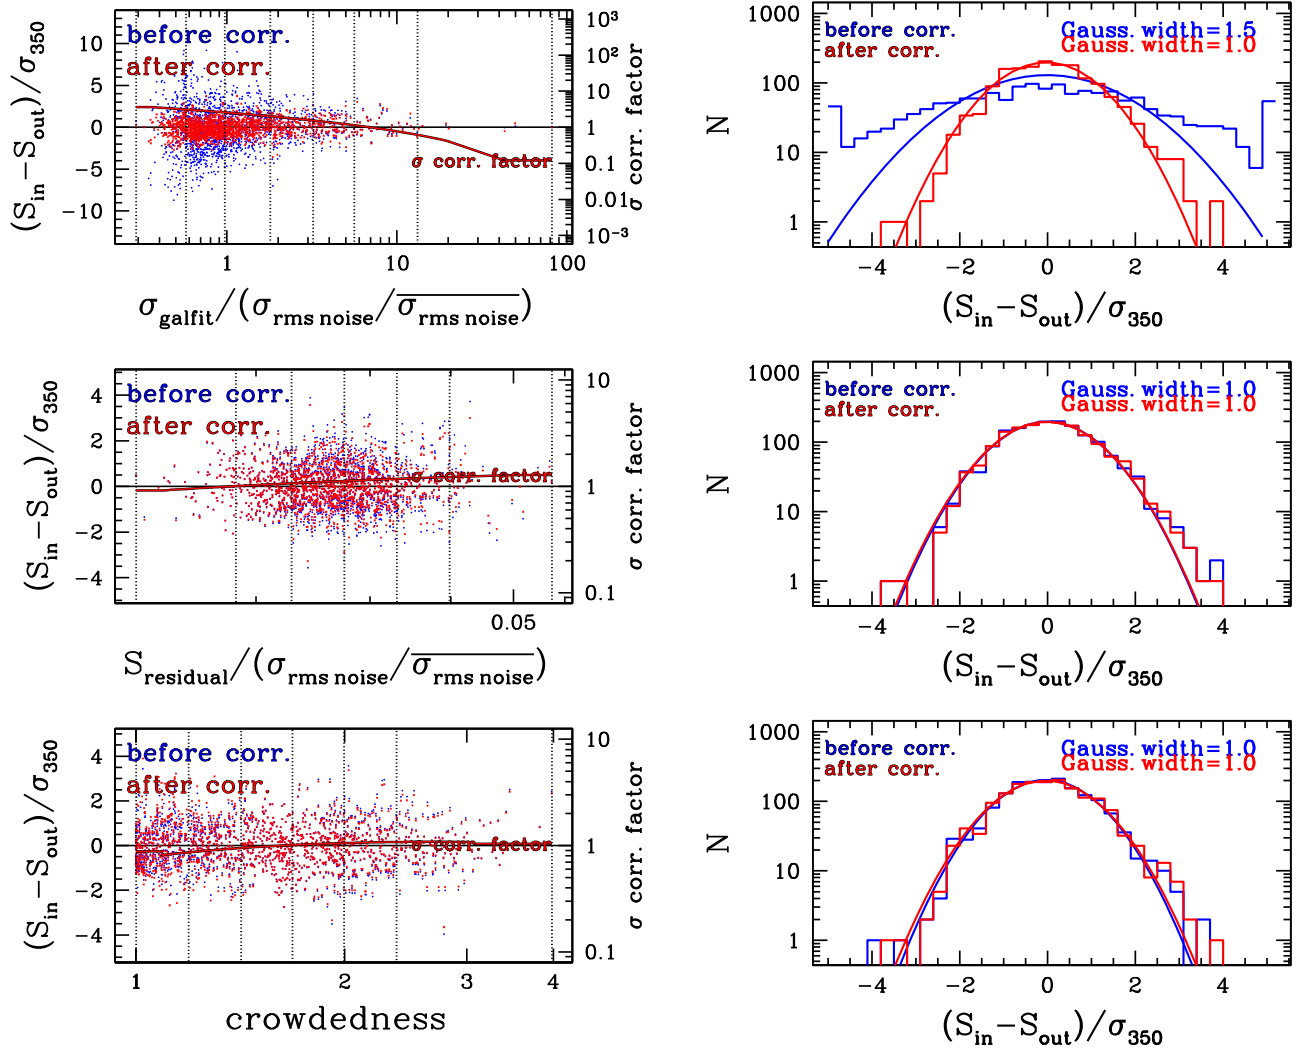 before corr.
after corr.
σ corr. factor
10
5
0
−5
−10
(S_in−S_out)/σ_350
10³
10²
10
1
0.1
0.01
10⁻³
σ corr. factor
1
10
100
σ_galfit/(σ_rms noise/σ_rms noise)
before corr.
after corr.
Gauss. width=1.5
Gauss. width=1.0
1000
100
10
1
N
−4
−2
0
2
4
(S_in−S_out)/σ_350
before corr.
after corr.
σ corr. factor
4
2
0
−2
−4
(S_in−S_out)/σ_350
10
1
0.1
σ corr. factor
0.05
S_residual/(σ_rms noise/σ_rms noise)
before corr.
after corr.
Gauss. width=1.0
Gauss. width=1.0
1000
100
10
1
N
−4
−2
0
2
4
(S_in−S_out)/σ_350
before corr.
after corr.
σ corr. factor
4
2
0
−2
−4
(S_in−S_out)/σ_350
10
1
0.1
σ corr. factor
1
2
3
4
crowdedness
before corr.
after corr.
Gauss. width=1.0
Gauss. width=1.0
1000
100
10
1
N
−4
−2
0
2
4
(S_in−S_out)/σ_350